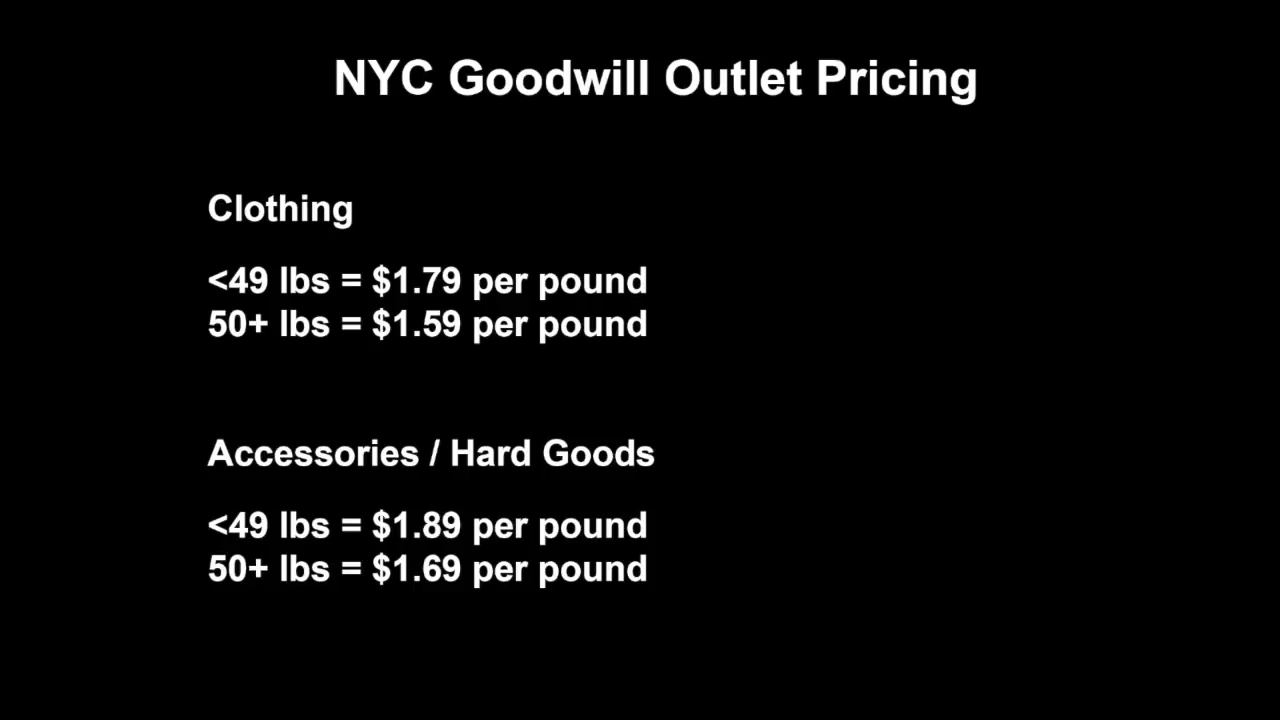 NYC Goodwill Outlet Pricing
Clothing
<49 lbs = $1.79 per pound
50+ lbs = $1.59 per pound
Accessories / Hard Goods
<49 lbs = $1.89 per pound
50+ lbs = $1.69 per pound